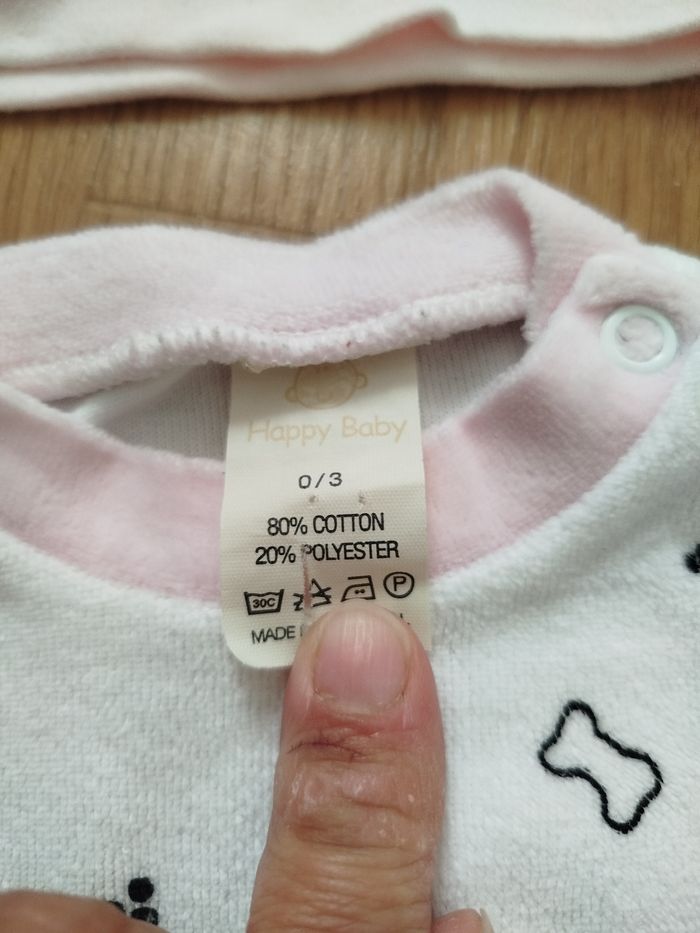 Happy Baby
0/3
80% COTTON
20% POLYESTER
30C P
MADE